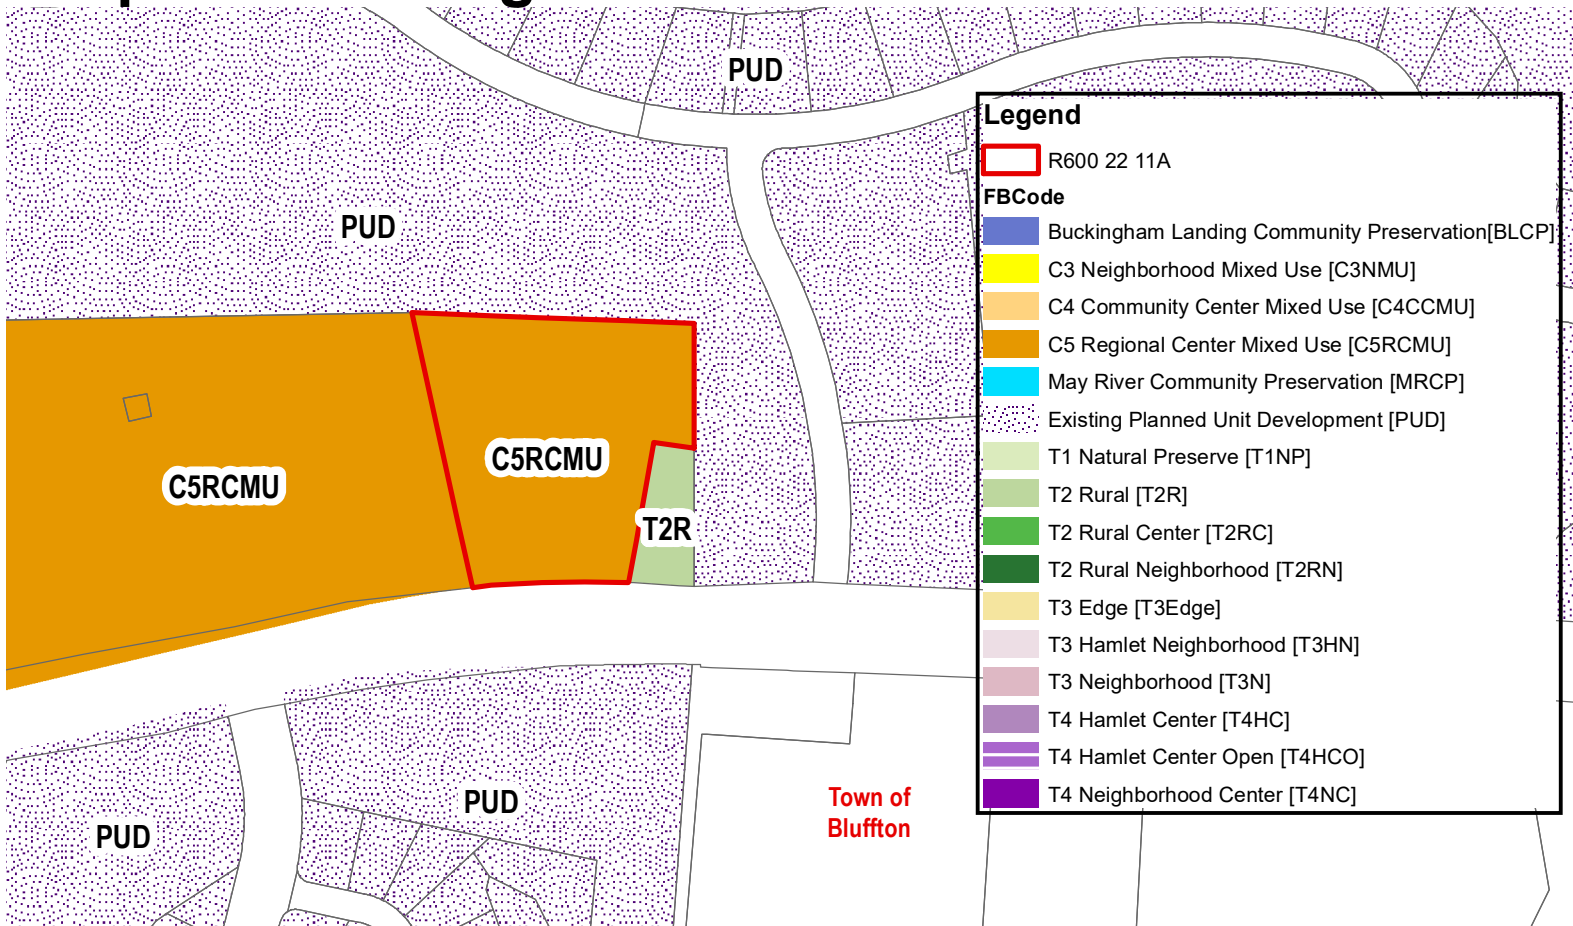 PUD
Legend
R600 22 11A
FBCode
Buckingham Landing Community Preservation[BLCP]
C3 Neighborhood Mixed Use [C3NMU]
C4 Community Center Mixed Use [C4CCMU]
C5 Regional Center Mixed Use [C5RCMU]
May River Community Preservation [MRCP]
Existing Planned Unit Development [PUD]
T1 Natural Preserve [T1NP]
T2 Rural [T2R]
T2 Rural Center [T2RC]
T2 Rural Neighborhood [T2RN]
T3 Edge [T3Edge]
T3 Hamlet Neighborhood [T3HN]
T3 Neighborhood [T3N]
T4 Hamlet Center [T4HC]
T4 Hamlet Center Open [T4HCO]
T4 Neighborhood Center [T4NC]
PUD
C5RCMU
C5RCMU
T2R
PUD
PUD
Town of
Bluffton